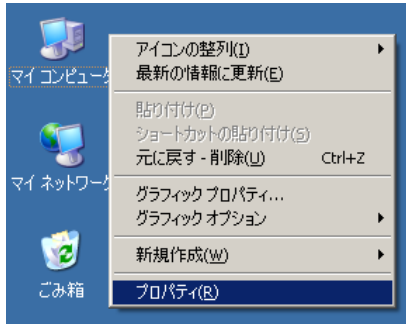 マイ コンピュータ
マイ ネットワーク
ごみ箱
アイコンの整列(I)
最新の情報に更新(E)
貼り付け(P)
ショートカットの貼り付け(S)
元に戻す - 削除(U) Ctrl+Z
グラフィック プロパティ...
グラフィック オプション
新規作成(W)
プロパティ(R)